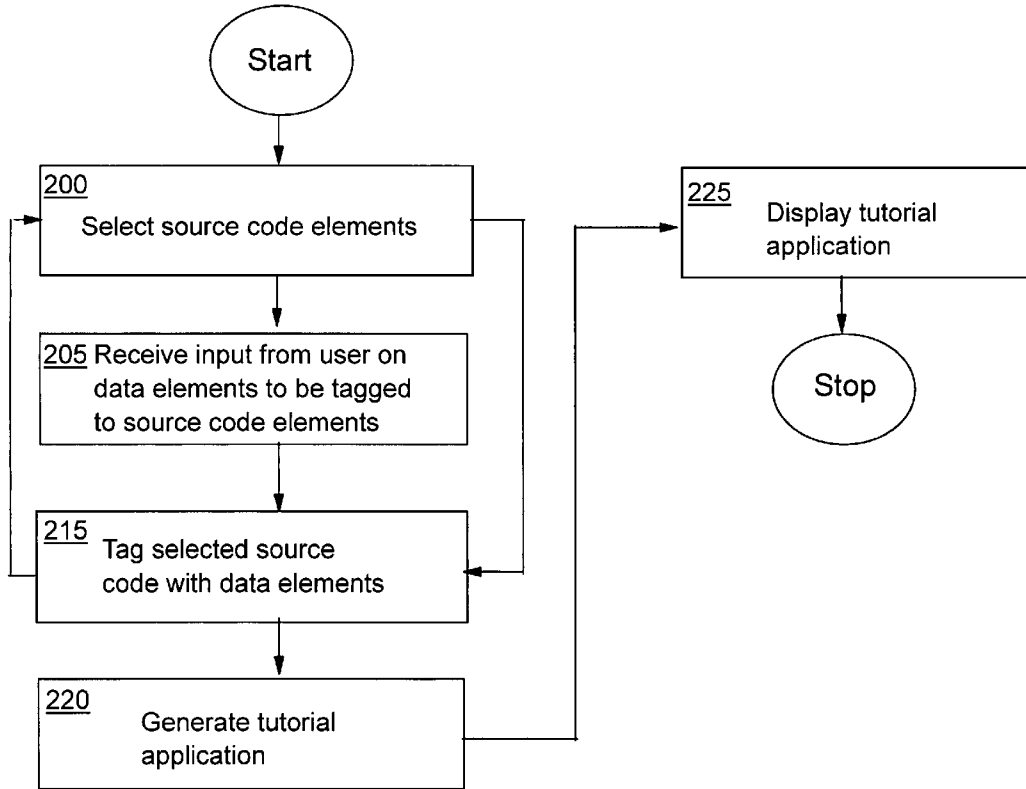 Start
200
Select source code elements
205 Receive input from user on
data elements to be tagged
to source code elements
215
Tag selected source
code with data elements
220
Generate tutorial
application
225
Display tutorial
application
Stop